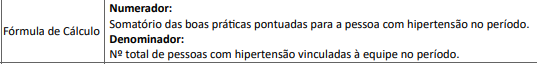 Fórmula de Cálculo
Numerador:
Somatório das boas práticas pontuadas para a pessoa com hipertensão no período.
Denominador:
Nº total de pessoas com hipertensão vinculadas à equipe no período.